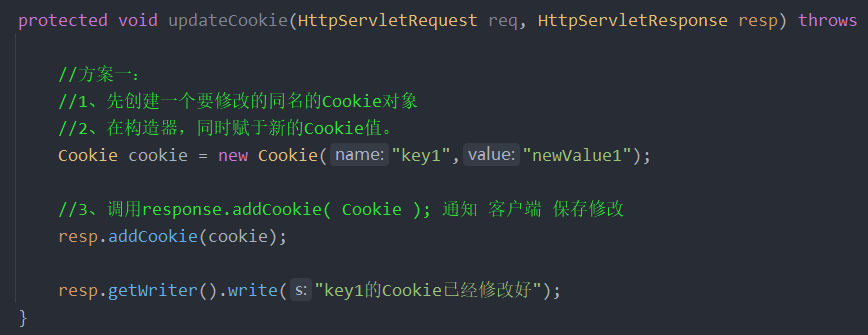 protected void updateCookie(HttpServletRequest req, HttpServletResponse resp) throws
//方案一：
//1、先创建一个要修改的同名的Cookie对象
//2、在构造器，同时赋于新的Cookie值。
Cookie cookie = new Cookie( name: "key1", value: "newValue1");
//3、调用response.addCookie( Cookie ); 通知 客户端 保存修改
resp.addCookie(cookie);
resp.getWriter().write( s: "key1的Cookie已经修改好");
}